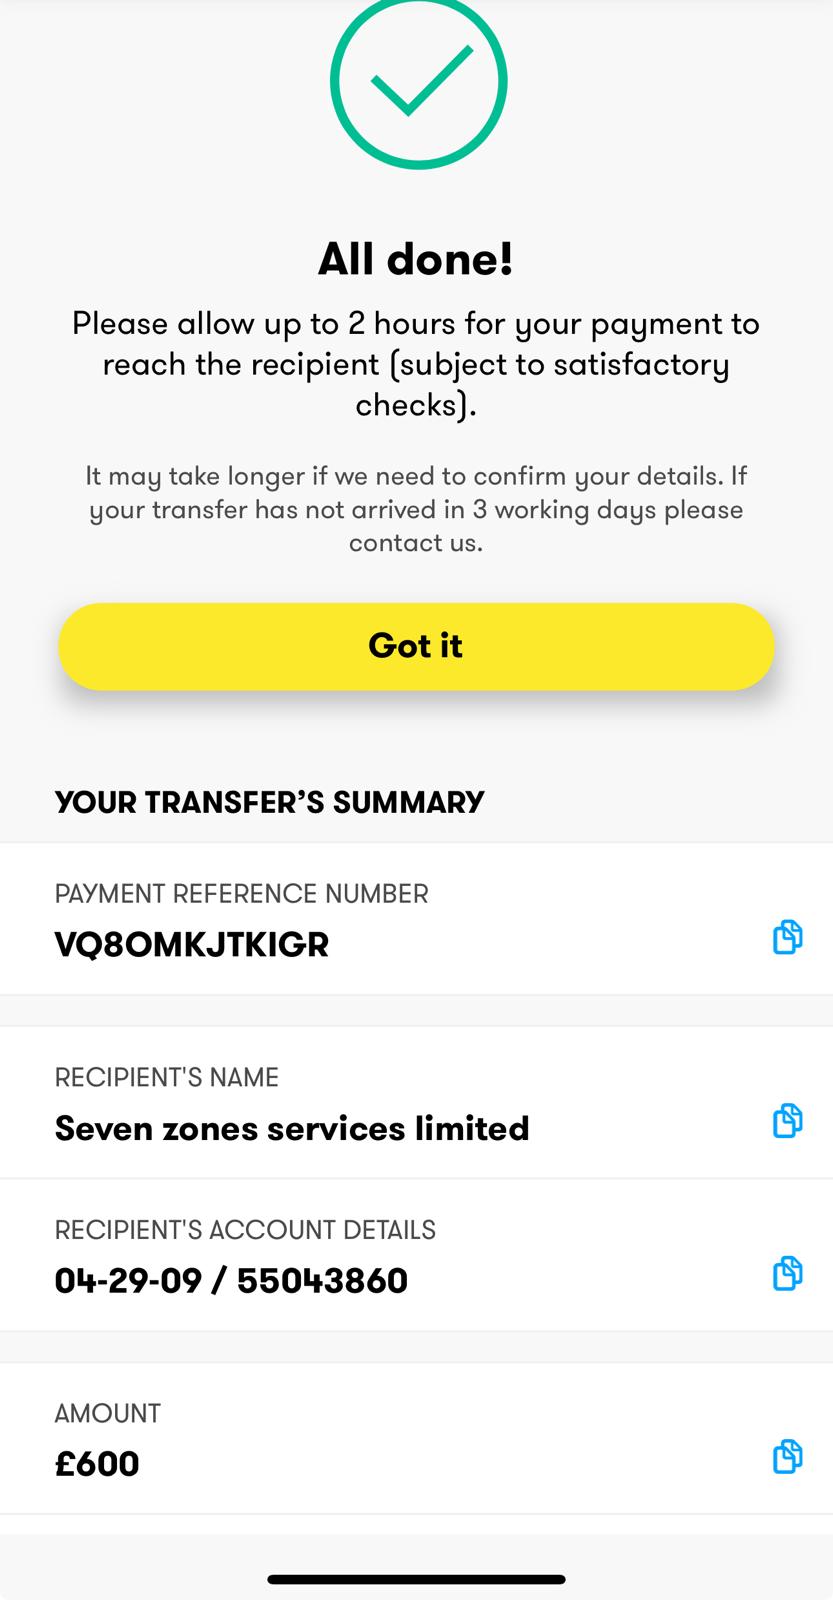 All done!
Please allow up to 2 hours for your payment to
reach the recipient (subject to satisfactory
checks).
It may take longer if we need to confirm your details. If
your transfer has not arrived in 3 working days please
contact us.
Got it
YOUR TRANSFER’S SUMMARY
PAYMENT REFERENCE NUMBER
VQ8OMKJTKIGR
RECIPIENT'S NAME
Seven zones services limited
RECIPIENT'S ACCOUNT DETAILS
04-29-09 / 55043860
AMOUNT
£600